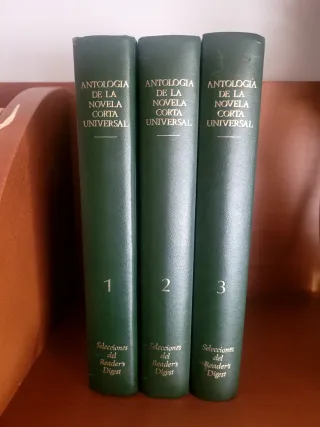 ANTOLOGIA
DE LA
NOVELA
CORTA
UNIVERSAL
1
Selecciones
del
Reader's
Digest
ANTOLOGIA
DE LA
NOVELA
CORTA
UNIVERSAL
2
Selecciones
del
Reader's
Digest
ANTOLOGIA
DE LA
NOVELA
CORTA
UNIVERSAL
3
Selecciones
del
Reader's
Digest